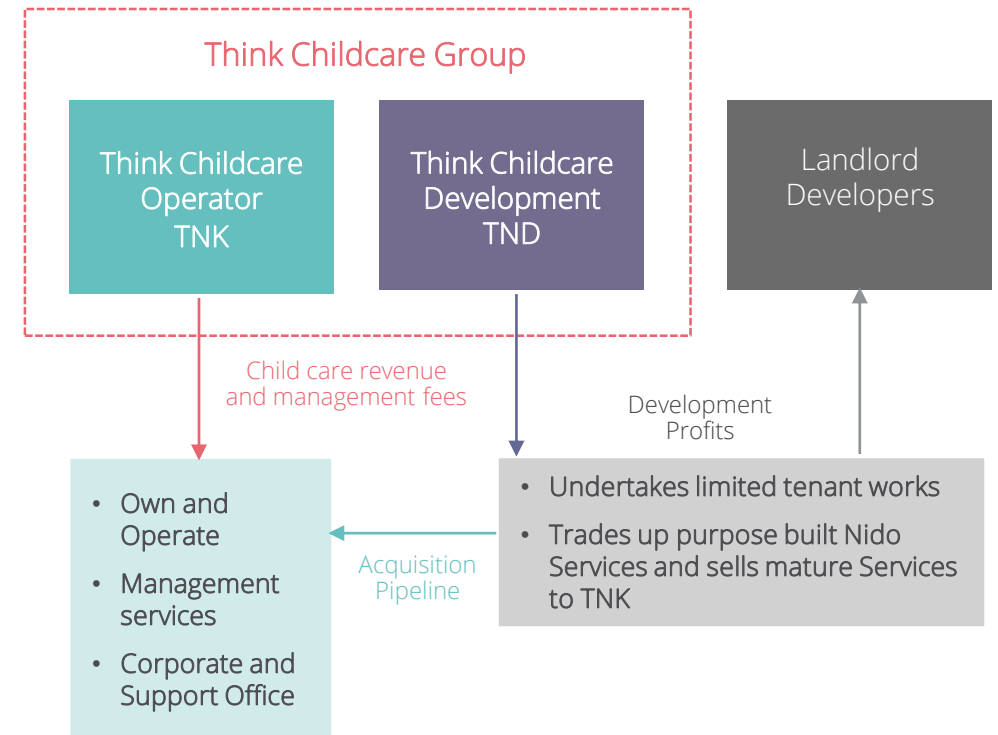 Think Childcare Group
Think Childcare
Operator
TNK
Think Childcare
Development
TND
Landlord
Developers
Child care revenue
and management fees
Development
Profits
• Own and
Operate
• Management
services
• Corporate and
Support Office
Acquisition
Pipeline
• Undertakes limited tenant works
• Trades up purpose built Nido
Services and sells mature Services
to TNK